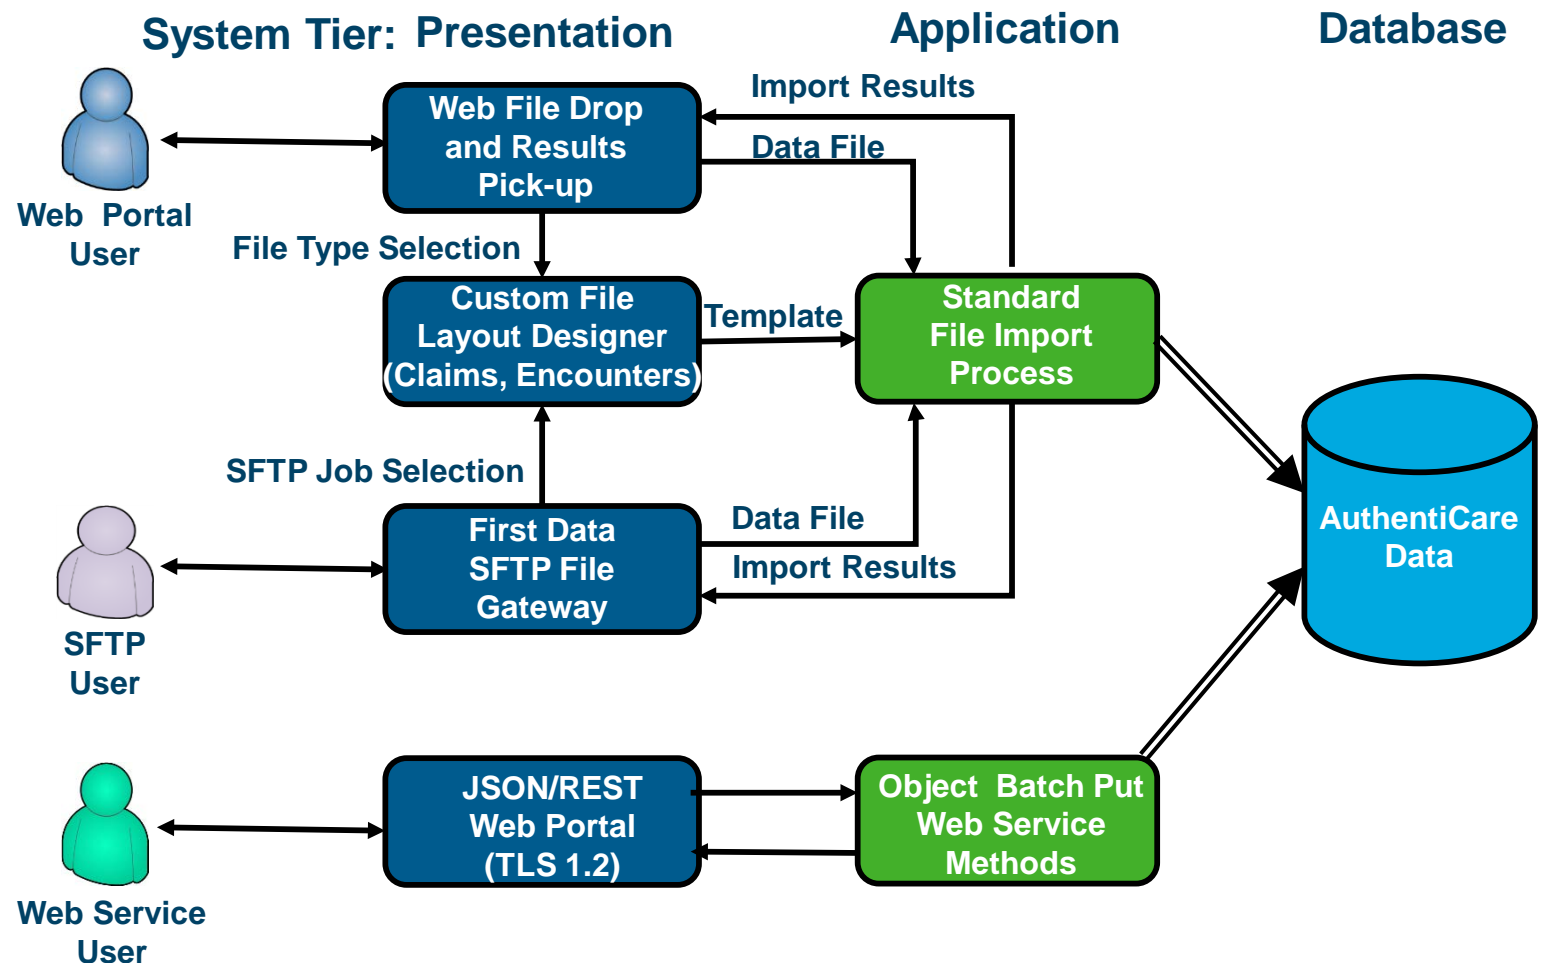 System Tier: Presentation
Application
Database
Web File Drop
and Results
Pick-up
Import Results
Data File
Web Portal
User
File Type Selection
Custom File
Layout Designer
(Claims, Encounters)
Template
Standard
File Import
Process
SFTP Job Selection
First Data
SFTP File
Gateway
Data File
Import Results
AuthentiCare
Data
SFTP
User
JSON/REST
Web Portal
(TLS 1.2)
Object Batch Put
Web Service
Methods
Web Service
User